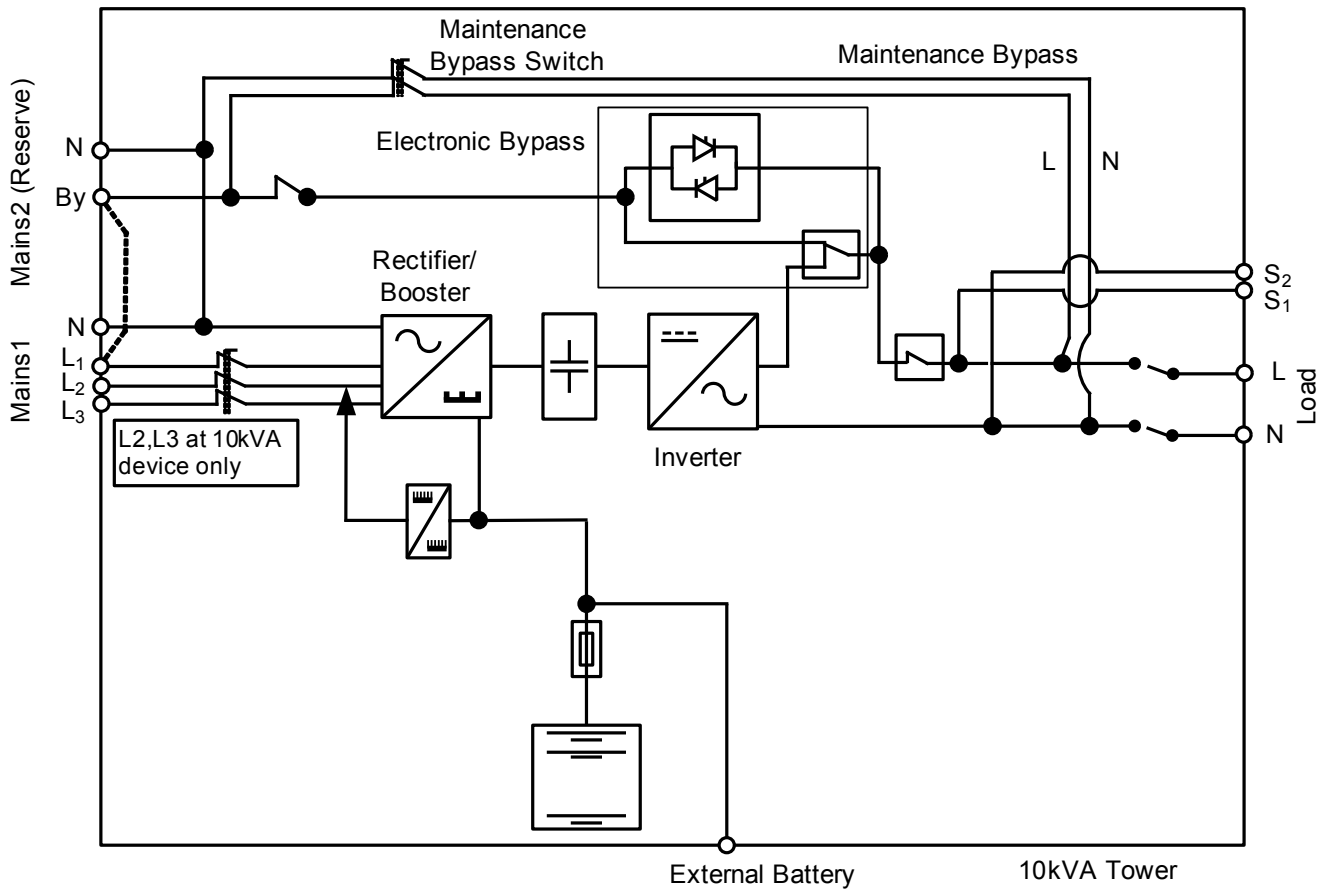 Maintenance
Bypass Switch
Maintenance Bypass
Mains2 (Reserve)
N
By
Electronic Bypass
L
N
Rectifier/
Booster
S2
S1
Mains1
N
L1
L2
L3
L
N
Load
L2,L3 at 10kVA
device only
Inverter
External Battery
10kVA Tower